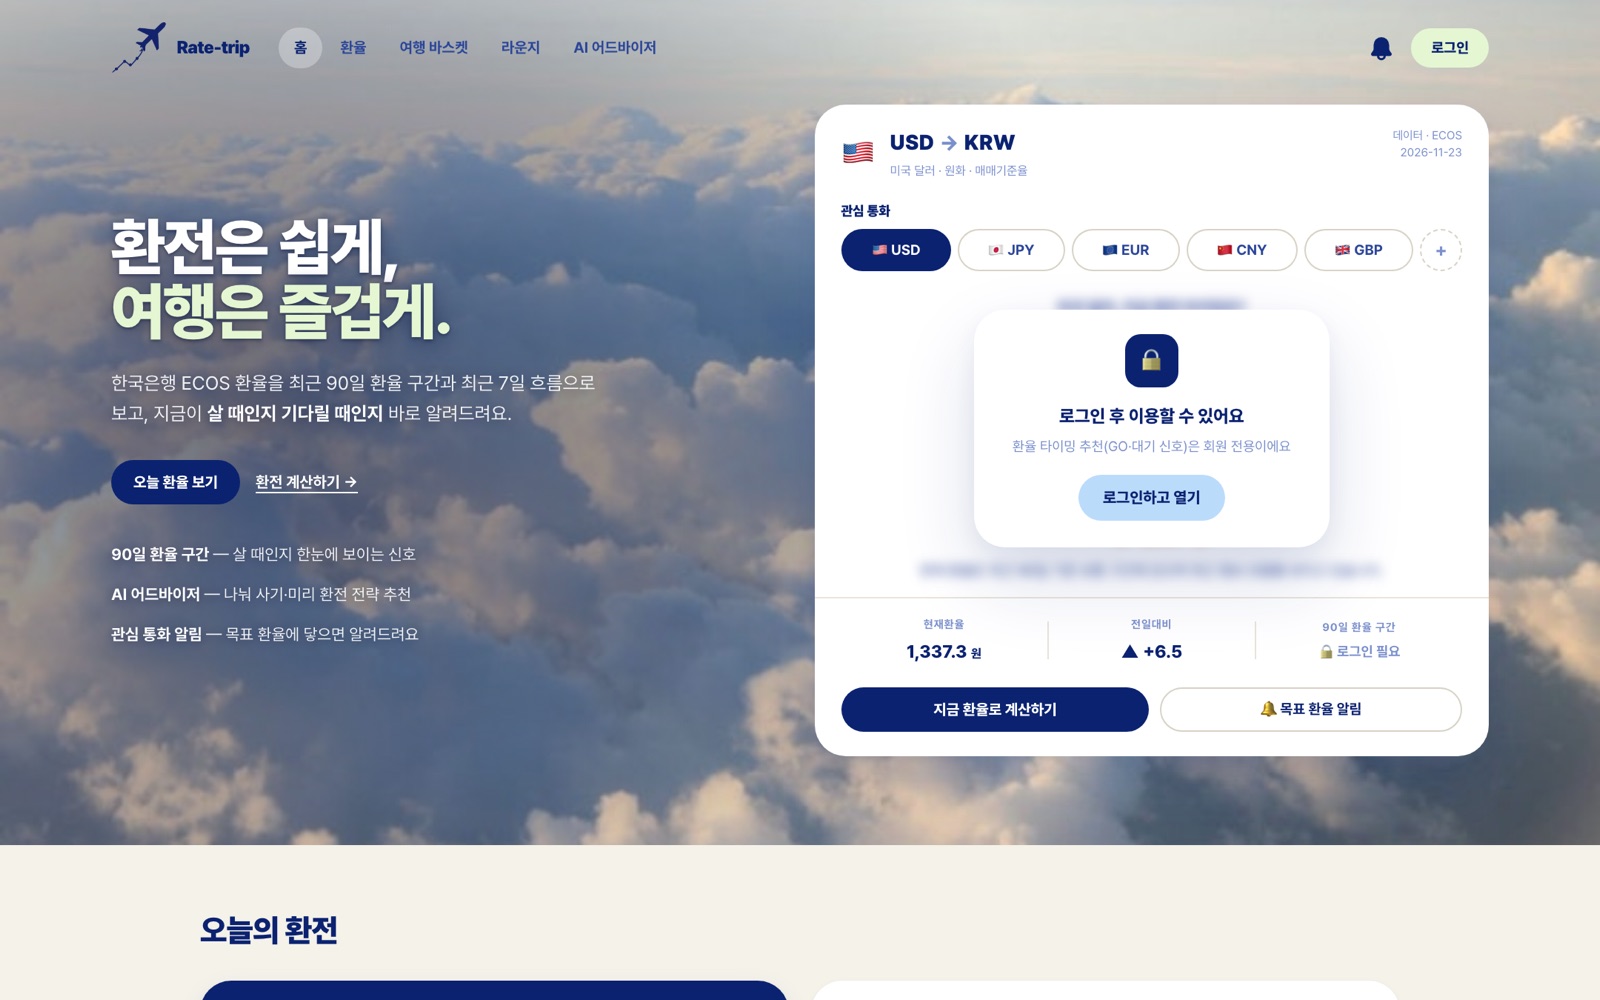 Rate-trip
홈
환율
여행 바스켓
라운지
AI 어드바이저
로그인
환전은 쉽게,
여행은 즐겁게.
한국은행 ECOS 환율을 최근 90일 환율 구간과 최근 7일 흐름으로
보고, 지금이 살 때인지 기다릴 때인지 바로 알려드려요.
오늘 환율 보기
환전 계산하기 →
90일 환율 구간 — 살 때인지 한눈에 보이는 신호
AI 어드바이저 — 나눠 사기·미리 환전 전략 추천
관심 통화 알림 — 목표 환율에 닿으면 알려드려요
USD → KRW
미국 달러 · 원화 · 매매기준율
데이터 · ECOS
2026-11-23
관심 통화
USD
JPY
EUR
CNY
GBP
+
로그인 후 이용할 수 있어요
환율 타이밍 추천(GO·대기 신호)은 회원 전용이에요
로그인하고 열기
현재환율
1,337.3 원
전일대비
▲ +6.5
90일 환율 구간
로그인 필요
지금 환율로 계산하기
목표 환율 알림
오늘의 환전